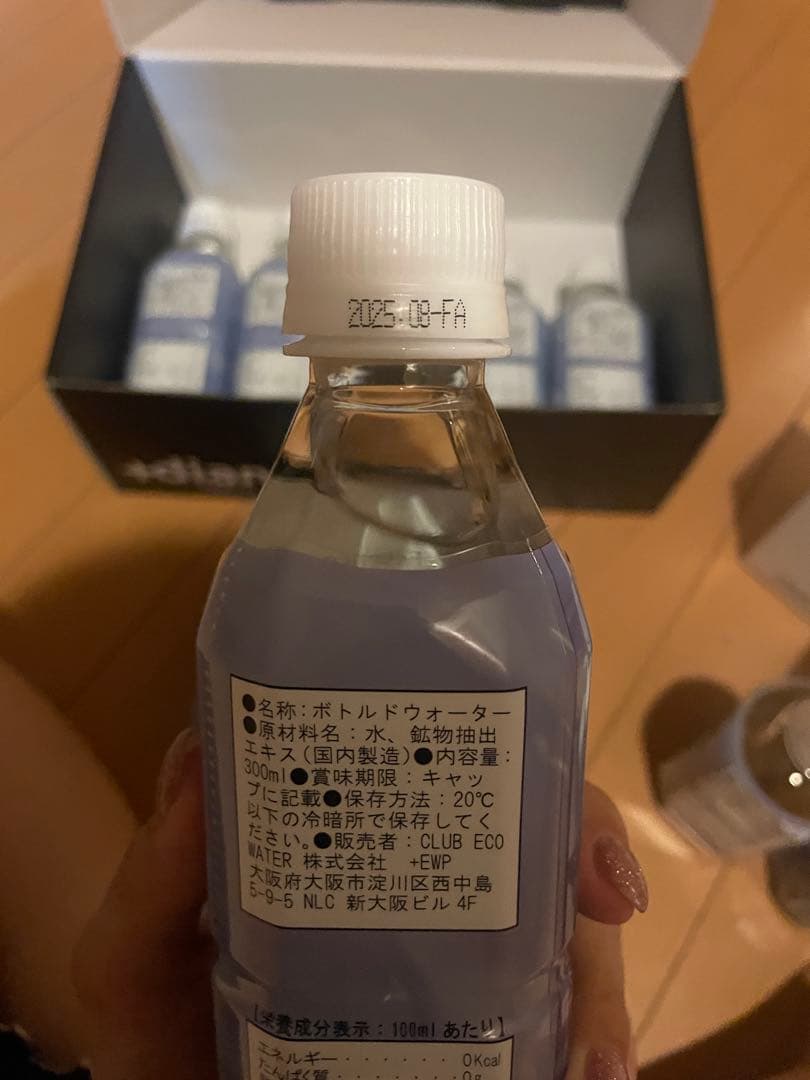 2025.08-FA
+dian
●名称：ボトルドウォーター
●原材料名：水、鉱物抽出
エキス（国内製造）●内容量：
300ml●賞味期限：キャッ
プに記載●保存方法：20℃
以下の冷暗所で保存してく
ださい。●販売者：CLUB ECO
WATER 株式会社 +EWP
大阪府大阪市淀川区西中島
5-9-5 NLC 新大阪ビル 4F
【栄養成分表示：100mlあたり】
エネルギー・・・・・・0Kcal
たんぱく質・・・・・・0g